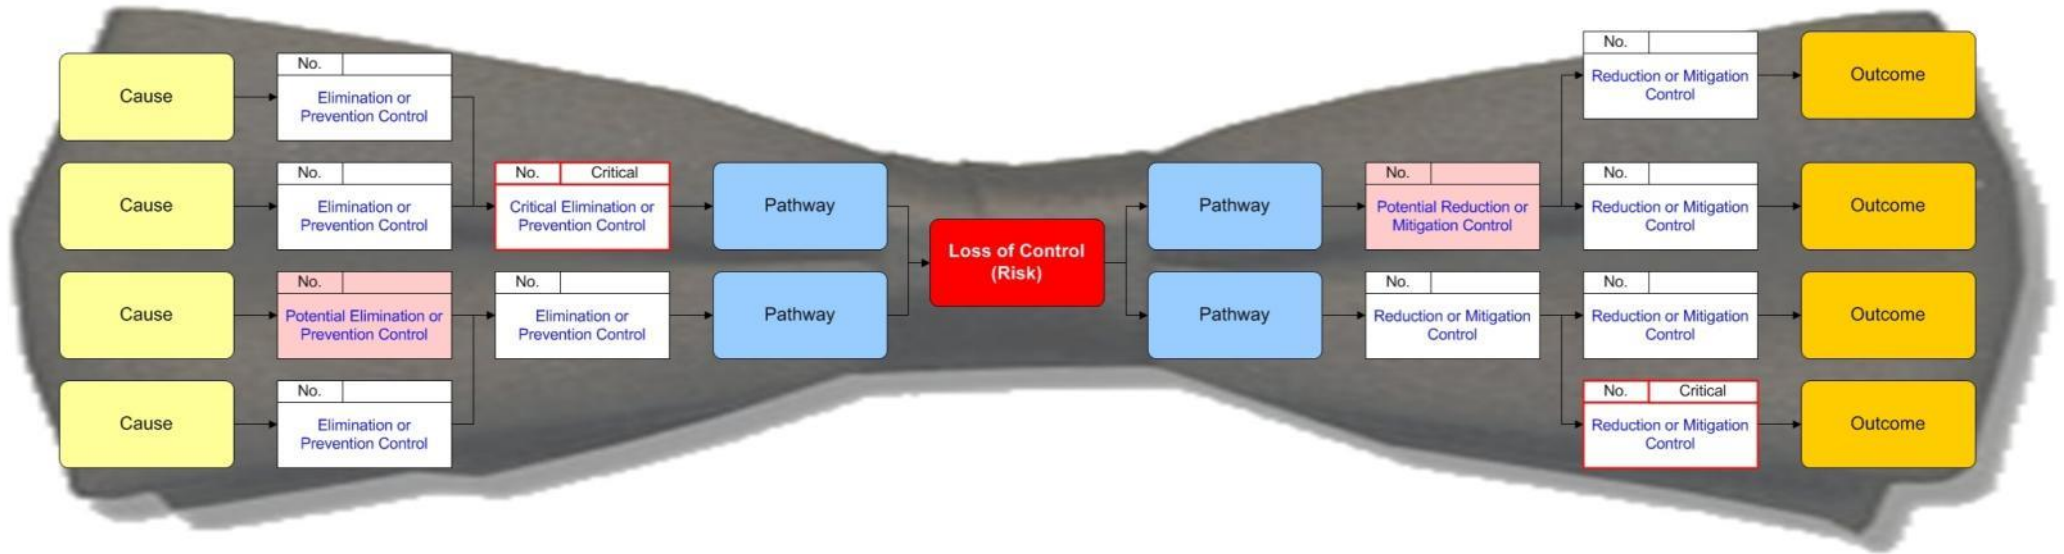 Cause
No.
Elimination or
Prevention Control
Cause
No.
Elimination or
Prevention Control
Cause
No.
Potential Elimination or
Prevention Control
Cause
No.
Elimination or
Prevention Control
No. Critical
Critical Elimination or
Prevention Control
No.
Elimination or
Prevention Control
Pathway
Pathway
Loss of Control
(Risk)
Pathway
Pathway
No.
Potential Reduction or
Mitigation Control
No.
Reduction or Mitigation
Control
No.
Reduction or Mitigation
Control
Outcome
No.
Reduction or Mitigation
Control
Outcome
No.
Reduction or Mitigation
Control
Outcome
No. Critical
Reduction or Mitigation
Control
Outcome